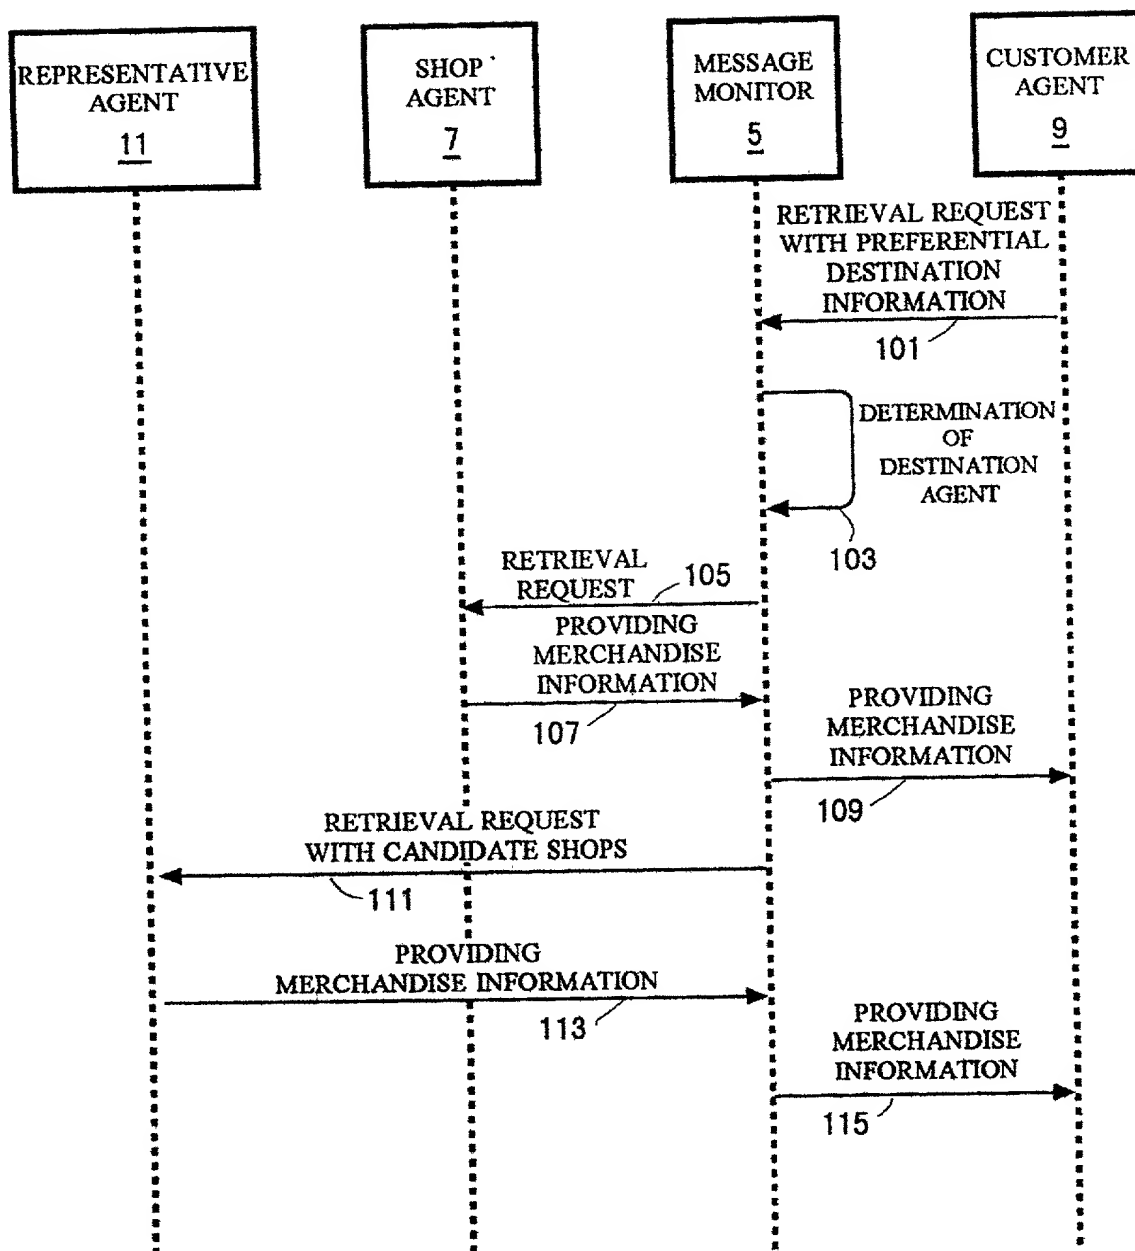 REPRESENTATIVE
AGENT
11
SHOP
AGENT
7
MESSAGE
MONITOR
5
CUSTOMER
AGENT
9
RETRIEVAL REQUEST
WITH PREFERENTIAL
DESTINATION
INFORMATION
101
DETERMINATION
OF
DESTINATION
AGENT
103
RETRIEVAL
REQUEST
105
PROVIDING
MERCHANDISE
INFORMATION
107
PROVIDING
MERCHANDISE
INFORMATION
109
RETRIEVAL REQUEST
WITH CANDIDATE SHOPS
111
PROVIDING
MERCHANDISE INFORMATION
113
PROVIDING
MERCHANDISE
INFORMATION
115